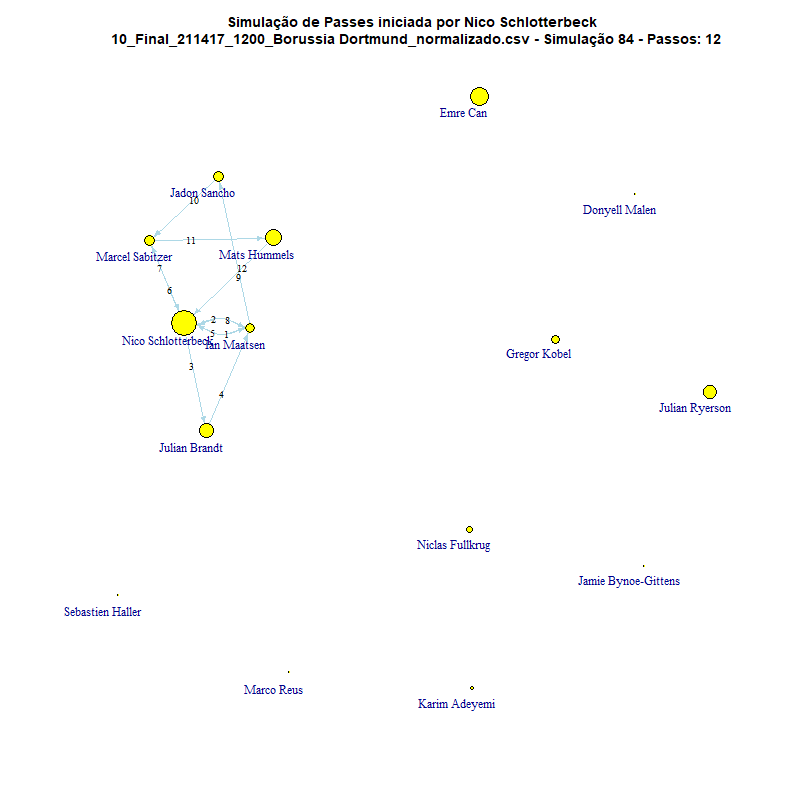 Simulação de Passes iniciada por Nico Schlotterbeck
10_Final_211417_1200_Borussia Dortmund_normalizado.csv - Simulação 84 - Passos: 12
Emre Can
Jadon Sancho
10
Donyell Malen
11
Marcel Sabitzer
Mats Hummels
7
12
9
6
2
8
5
1
Nico Schlotterbeck
Ian Maatsen
Gregor Kobel
3
4
Julian Ryerson
Julian Brandt
Niclas Fullkrug
Jamie Bynoe-Gittens
Sebastien Haller
Marco Reus
Karim Adeyemi